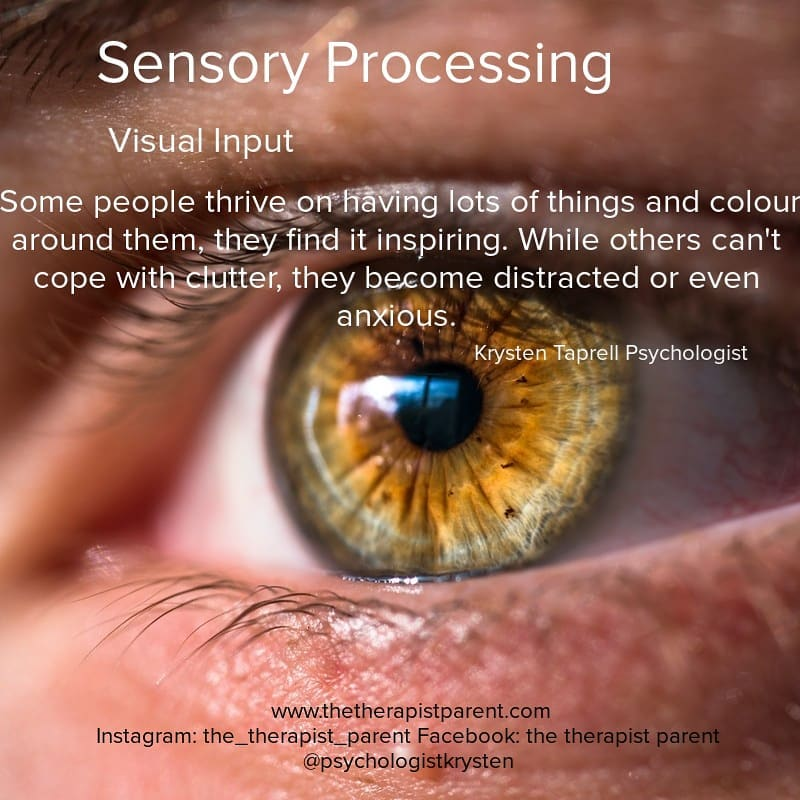 Sensory Processing
Visual Input
Some people thrive on having lots of things and colour
around them, they find it inspiring. While others can't
cope with clutter, they become distracted or even
anxious.
Krysten Taprell Psychologist
www.thetherapistparent.com
Instagram: the_therapist_parent Facebook: the therapist parent
@psychologistkrysten